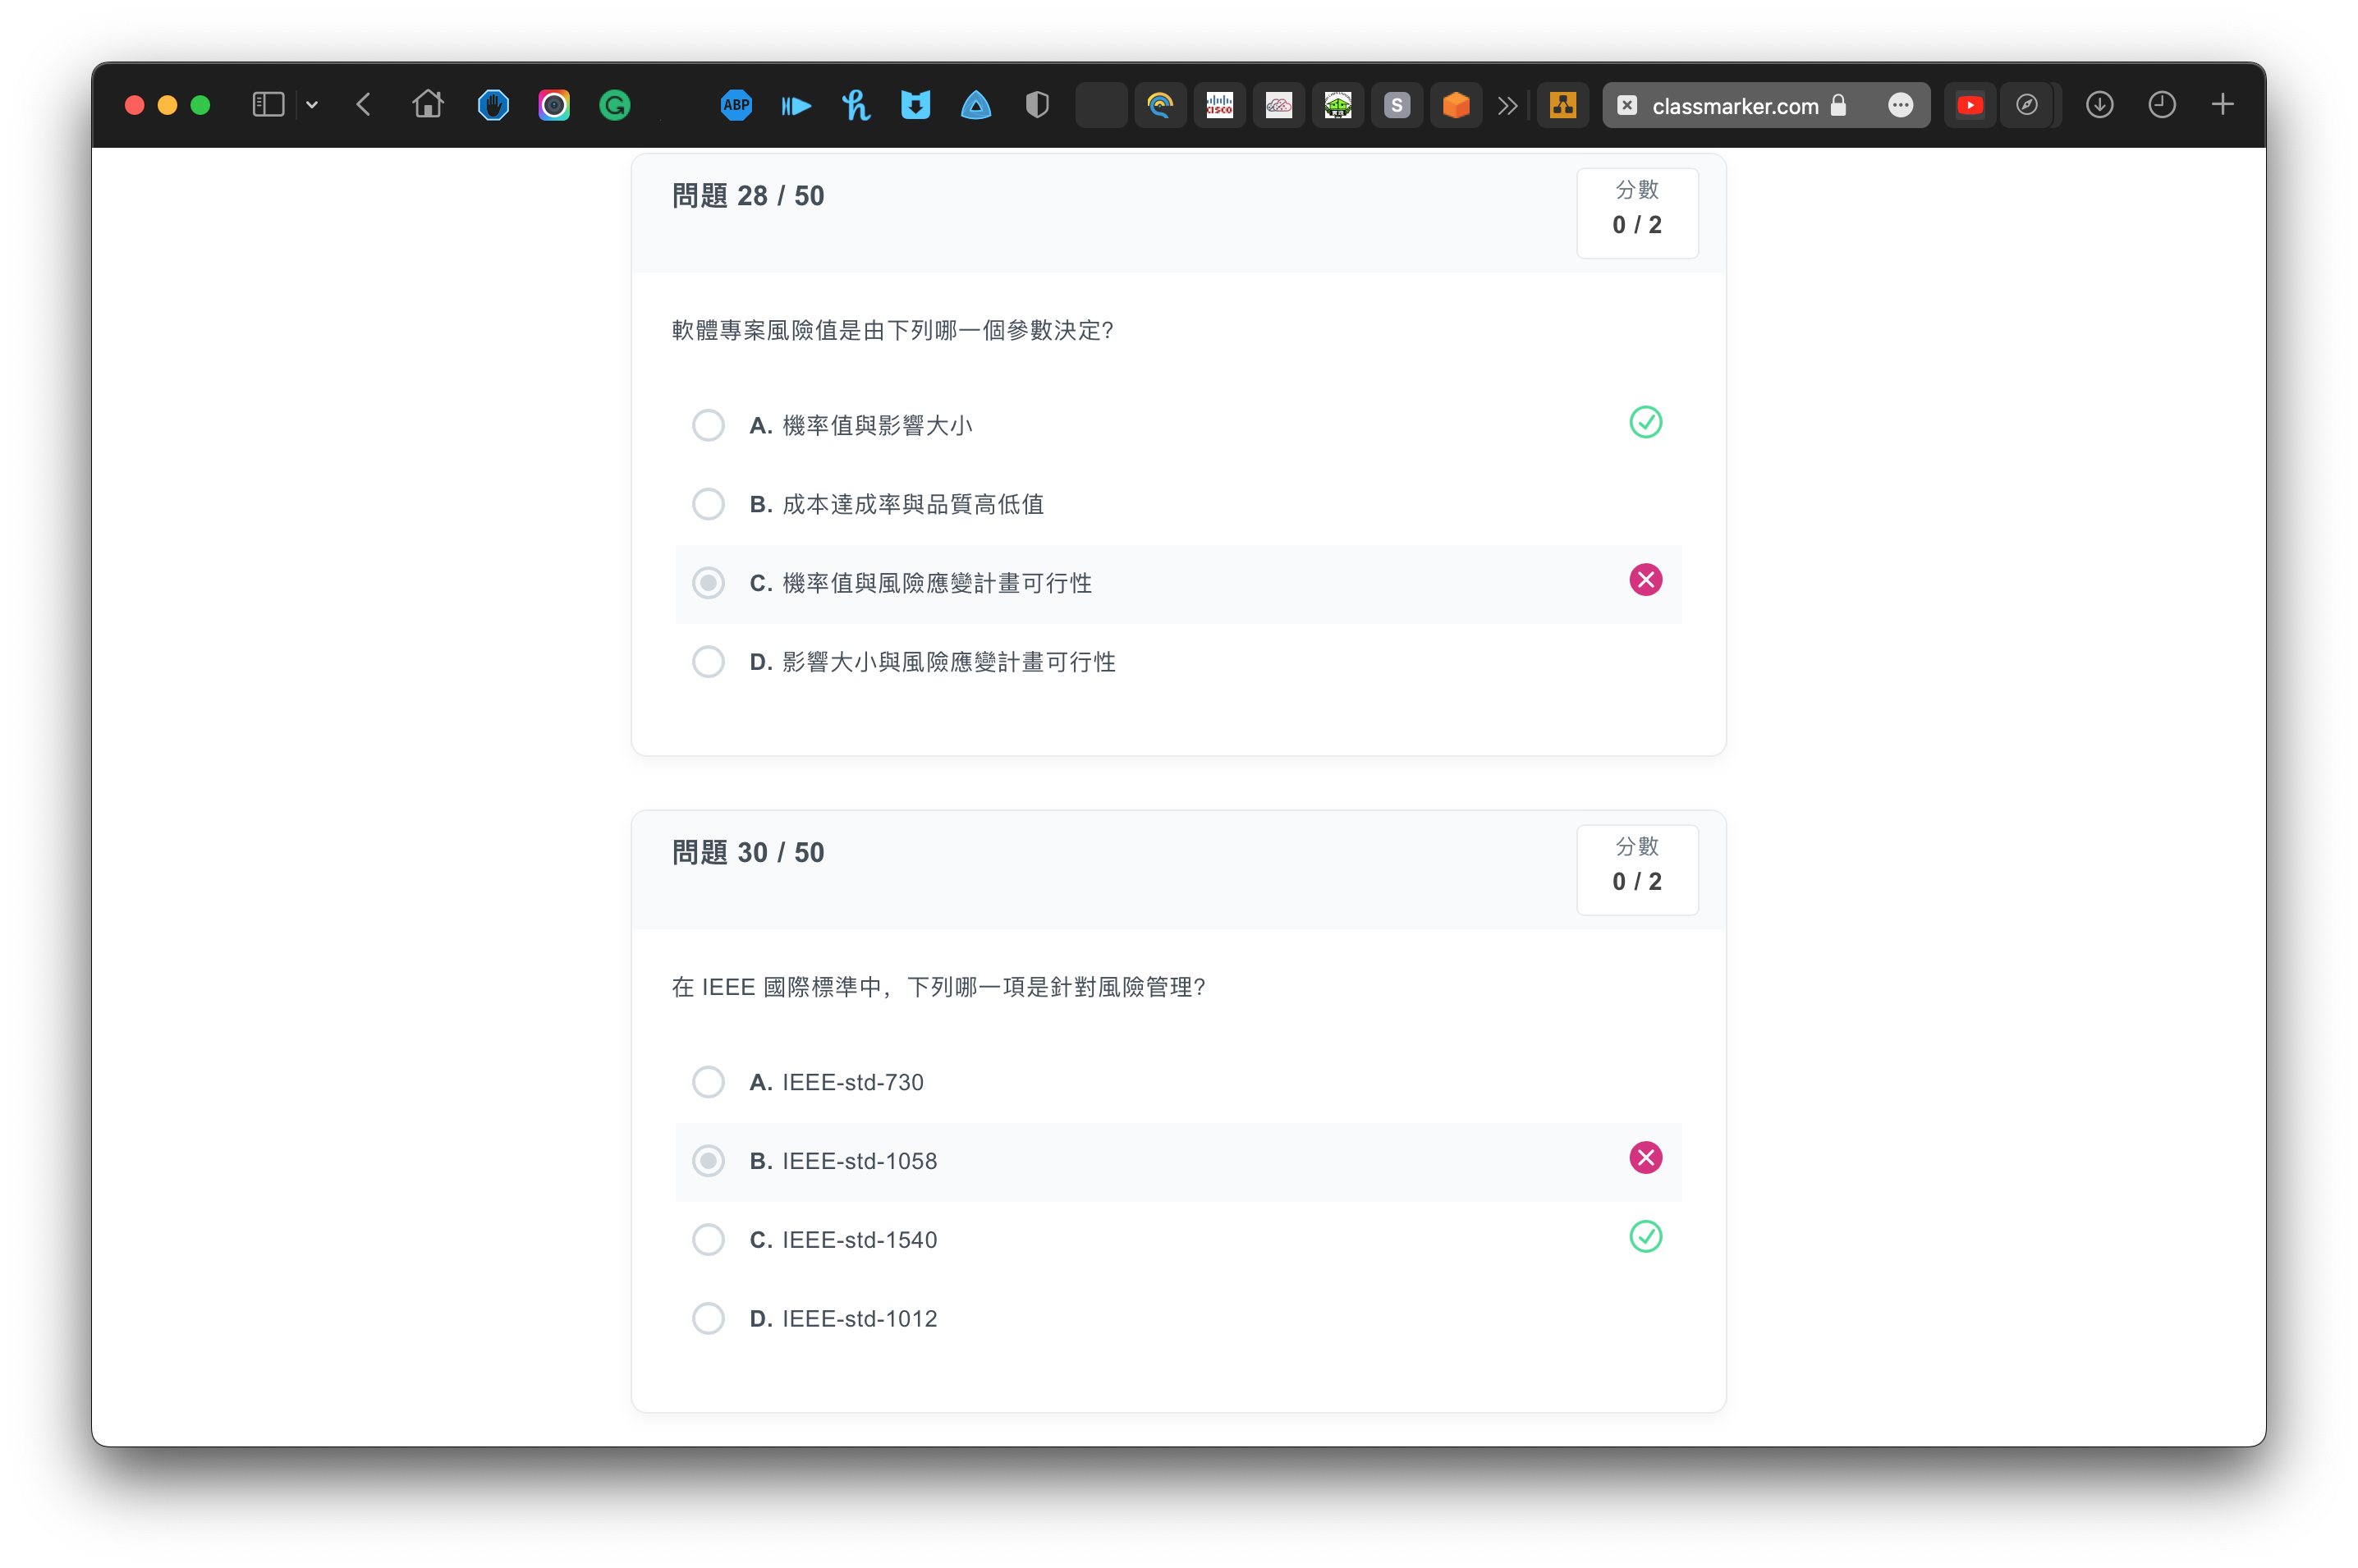 ABP
CISCO
S
classmarker.com
問題 28 / 50
分數
0 / 2
軟體專案風險值是由下列哪一個參數決定?
A. 機率值與影響大小
B. 成本達成率與品質高低值
C. 機率值與風險應變計畫可行性
D. 影響大小與風險應變計畫可行性
問題 30 / 50
分數
0 / 2
在 IEEE 國際標準中，下列哪一項是針對風險管理?
A. IEEE-std-730
B. IEEE-std-1058
C. IEEE-std-1540
D. IEEE-std-1012